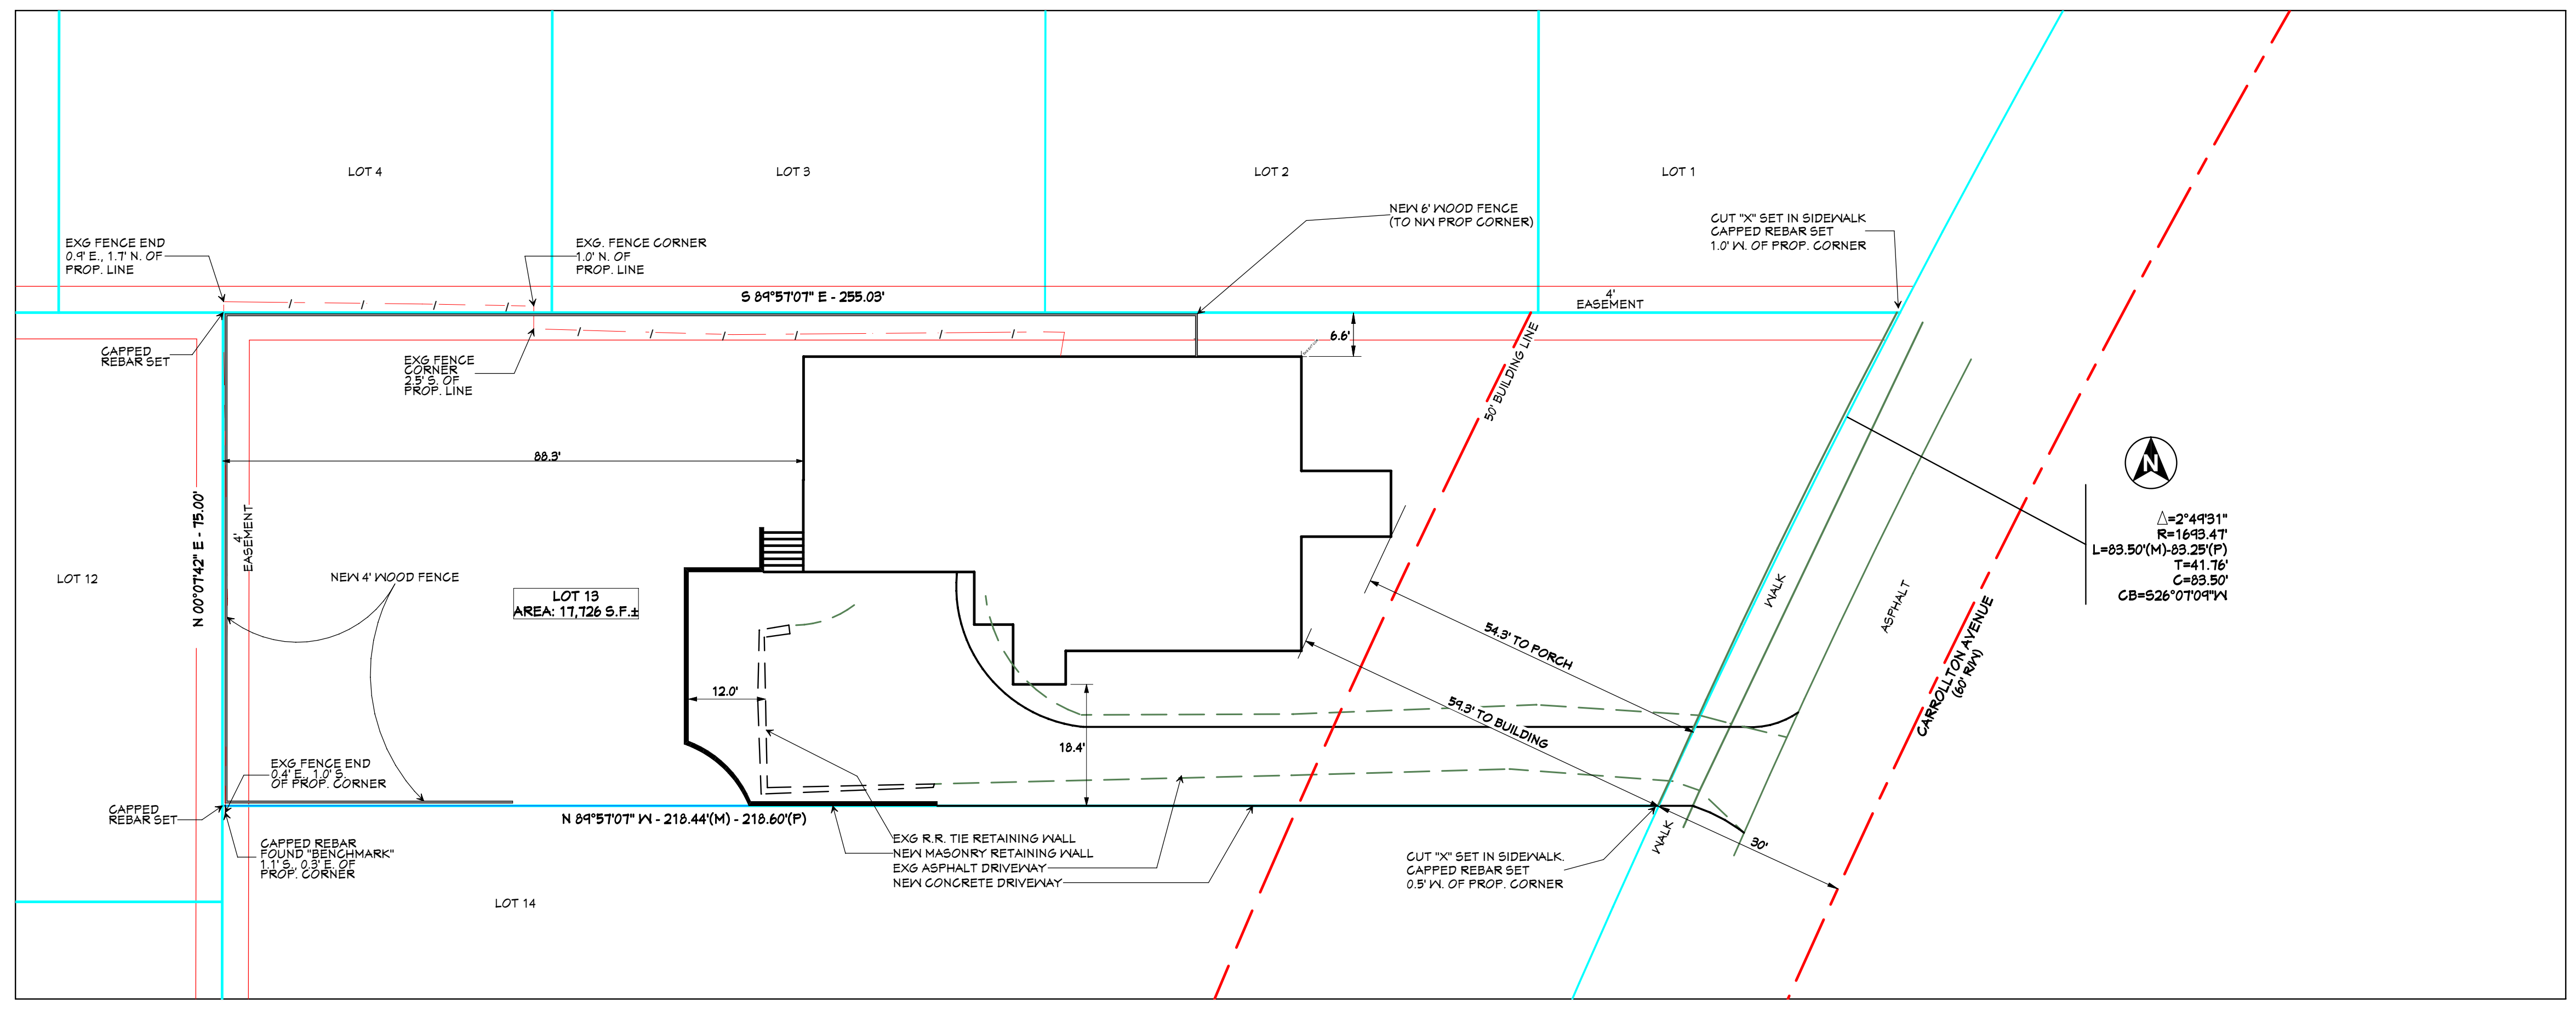 LOT 4
LOT 3
LOT 2
LOT 1
NEW 6' WOOD FENCE
(TO NW PROP CORNER)
CUT "X" SET IN SIDEWALK
CAPPED REBAR SET
1.0' W. OF PROP. CORNER
EXG FENCE END
0.9' E., 1.7' N. OF
PROP. LINE
EXG. FENCE CORNER
1.0' N. OF
PROP. LINE
S 89°57'07" E - 255.03'
4'
EASEMENT
6.6'
CAPPED
REBAR SET
EXG FENCE
CORNER
2.5' S. OF
PROP. LINE
50' BUILDING LINE
88.3'
N
N 00°07'42" E - 75.00'
4'
EASEMENT
△=2°49'31"
R=1693.47'
L=83.50'(M)-83.25'(P)
T=41.76'
C=83.50'
CB=S26°07'09"W
LOT 12
NEW 4' WOOD FENCE
LOT 13
AREA: 17,726 S.F.±
WALK
ASPHALT
CARROLLTON AVENUE
(60' R/W)
54.3' TO PORCH
59.3' TO BUILDING
12.0'
18.4'
EXG FENCE END
0.4' E., 1.0' S.
OF PROP. CORNER
CAPPED
REBAR SET
N 89°57'07" W - 218.44'(M) - 218.60'(P)
CAPPED REBAR
FOUND "BENCHMARK"
1.1' S., 0.3' E. OF
PROP. CORNER
EXG R.R. TIE RETAINING WALL
NEW MASONRY RETAINING WALL
EXG ASPHALT DRIVEWAY
NEW CONCRETE DRIVEWAY
WALK
30'
CUT "X" SET IN SIDEWALK.
CAPPED REBAR SET
0.5' W. OF PROP. CORNER
LOT 14